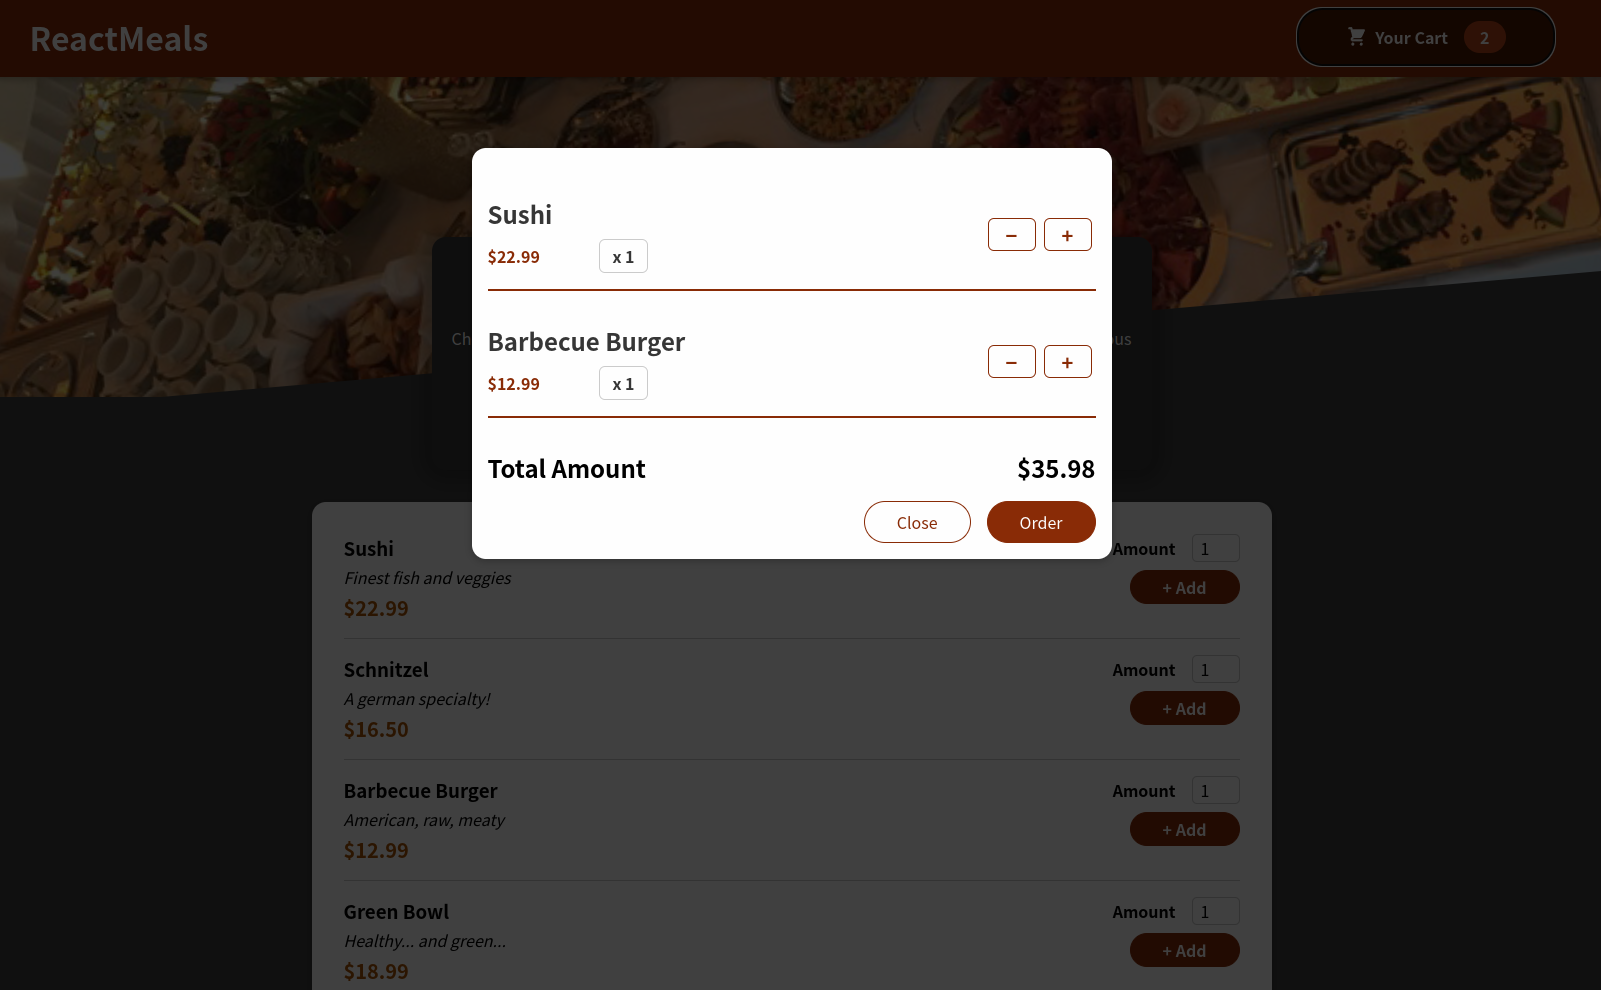 ReactMeals
Your Cart 2
Sushi
$22.99 x 1
− +
Barbecue Burger
$12.99 x 1
− +
Total Amount $35.98
Close Order
Sushi
Finest fish and veggies
$22.99
Amount 1
+ Add
Schnitzel
A german specialty!
$16.50
Amount 1
+ Add
Barbecue Burger
American, raw, meaty
$12.99
Amount 1
+ Add
Green Bowl
Healthy... and green...
$18.99
Amount 1
+ Add